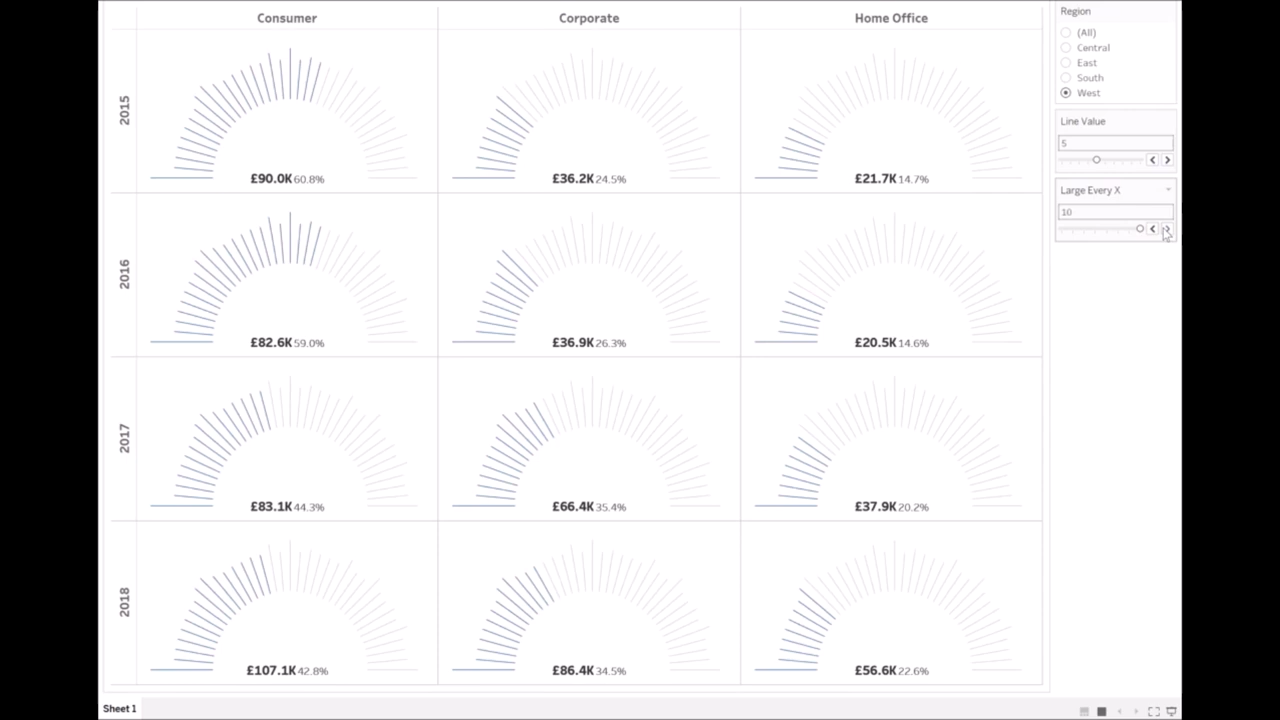 Consumer
Corporate
Home Office
2015
£90.0K 60.8%
£36.2K 24.5%
£21.7K 14.7%
2016
£82.6K 59.0%
£36.9K 26.3%
£20.5K 14.6%
2017
£83.1K 44.3%
£66.4K 35.4%
£37.9K 20.2%
2018
£107.1K 42.8%
£86.4K 34.5%
£56.6K 22.6%
Region
(All)
Central
East
South
West
Line Value
5
Large Every X
10
Sheet 1